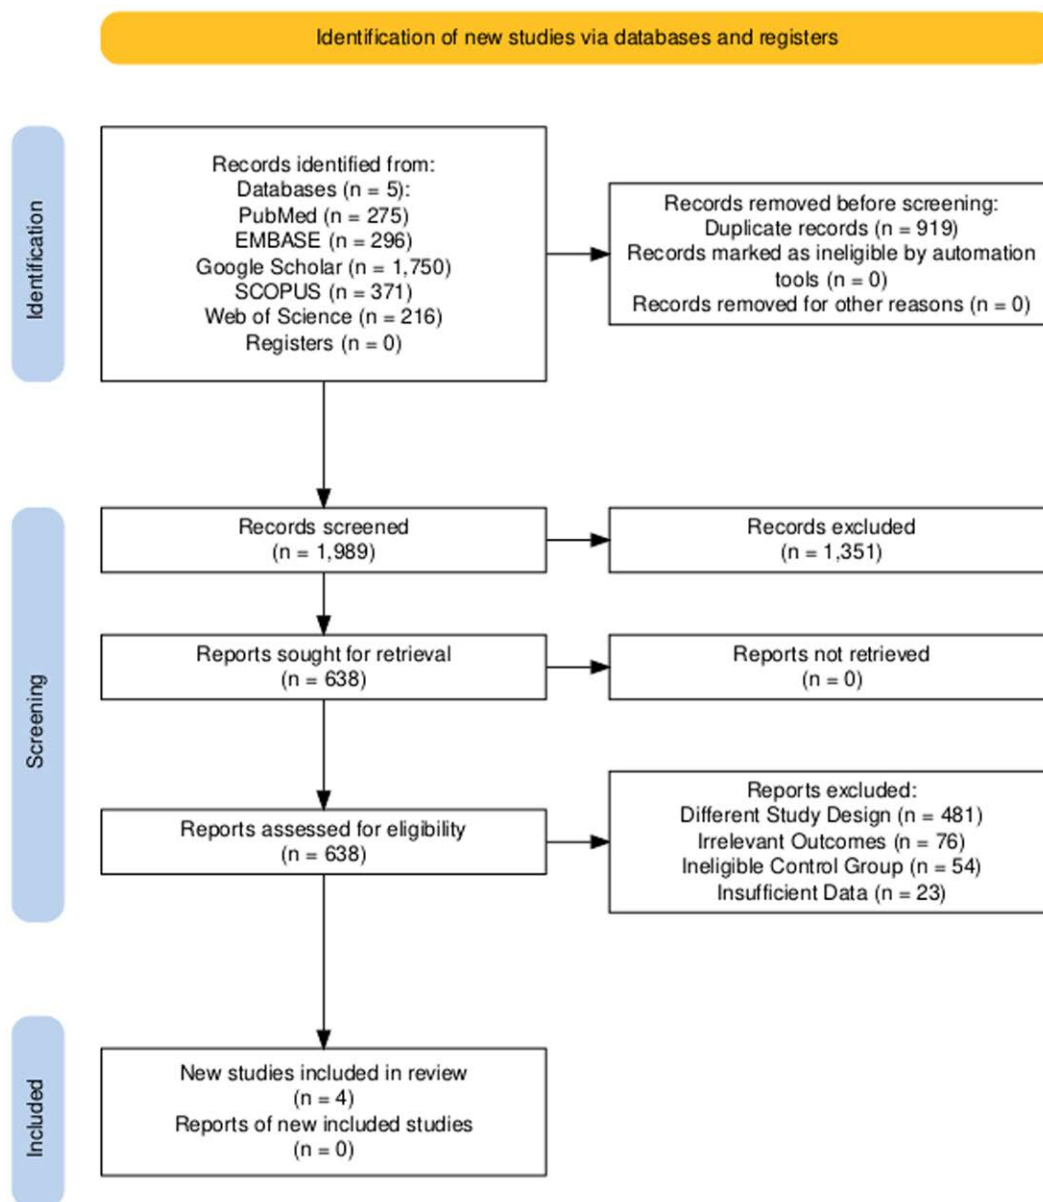 Identification of new studies via databases and registers
Identification
Records identified from:
Databases (n = 5):
PubMed (n = 275)
EMBASE (n = 296)
Google Scholar (n = 1,750)
SCOPUS (n = 371)
Web of Science (n = 216)
Registers (n = 0)
Records removed before screening:
Duplicate records (n = 919)
Records marked as ineligible by automation
tools (n = 0)
Records removed for other reasons (n = 0)
Screening
Records screened
(n = 1,989)
Records excluded
(n = 1,351)
Reports sought for retrieval
(n = 638)
Reports not retrieved
(n = 0)
Reports assessed for eligibility
(n = 638)
Reports excluded:
Different Study Design (n = 481)
Irrelevant Outcomes (n = 76)
Ineligible Control Group (n = 54)
Insufficient Data (n = 23)
Included
New studies included in review
(n = 4)
Reports of new included studies
(n = 0)